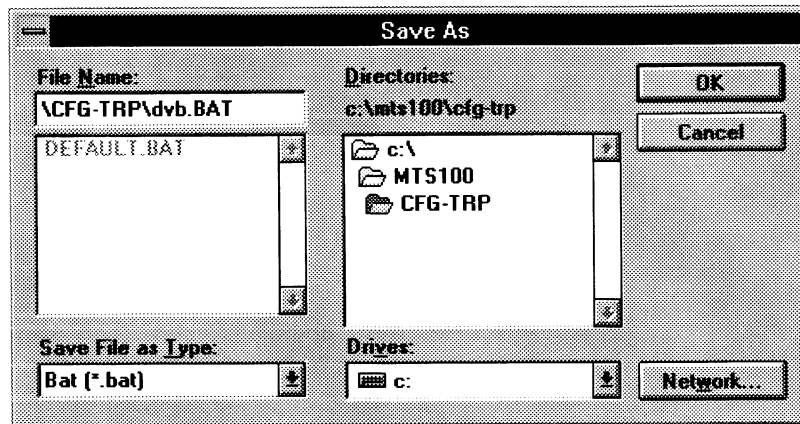 Save As
File Name:
\CFG-TRP\dvb.BAT
DEFAULT.BAT
Save File as Type:
Bat (*.bat)
Directories:
c:\mts100\cfg-trp
c:\
MTS100
CFG-TRP
Drives:
c:
OK
Cancel
Network...